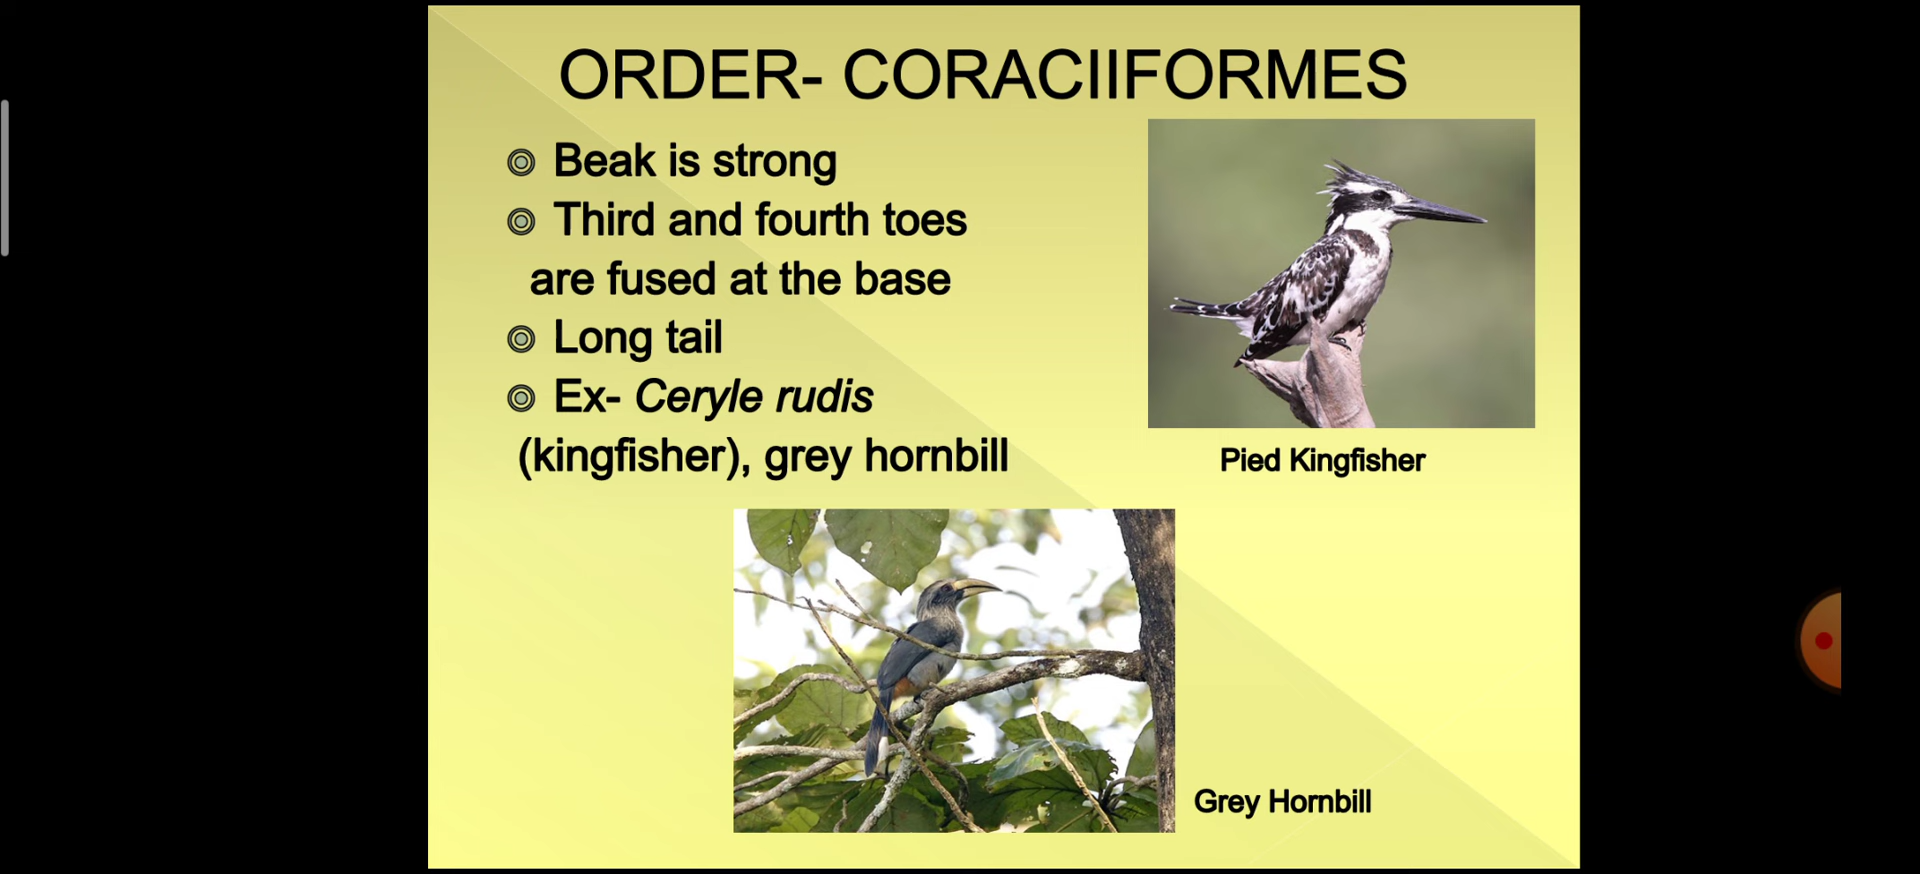 ORDER- CORACIIFORMES
Beak is strong
Third and fourth toes
are fused at the base
Long tail
Ex- Ceryle rudis
(kingfisher), grey hornbill
Pied Kingfisher
Grey Hornbill